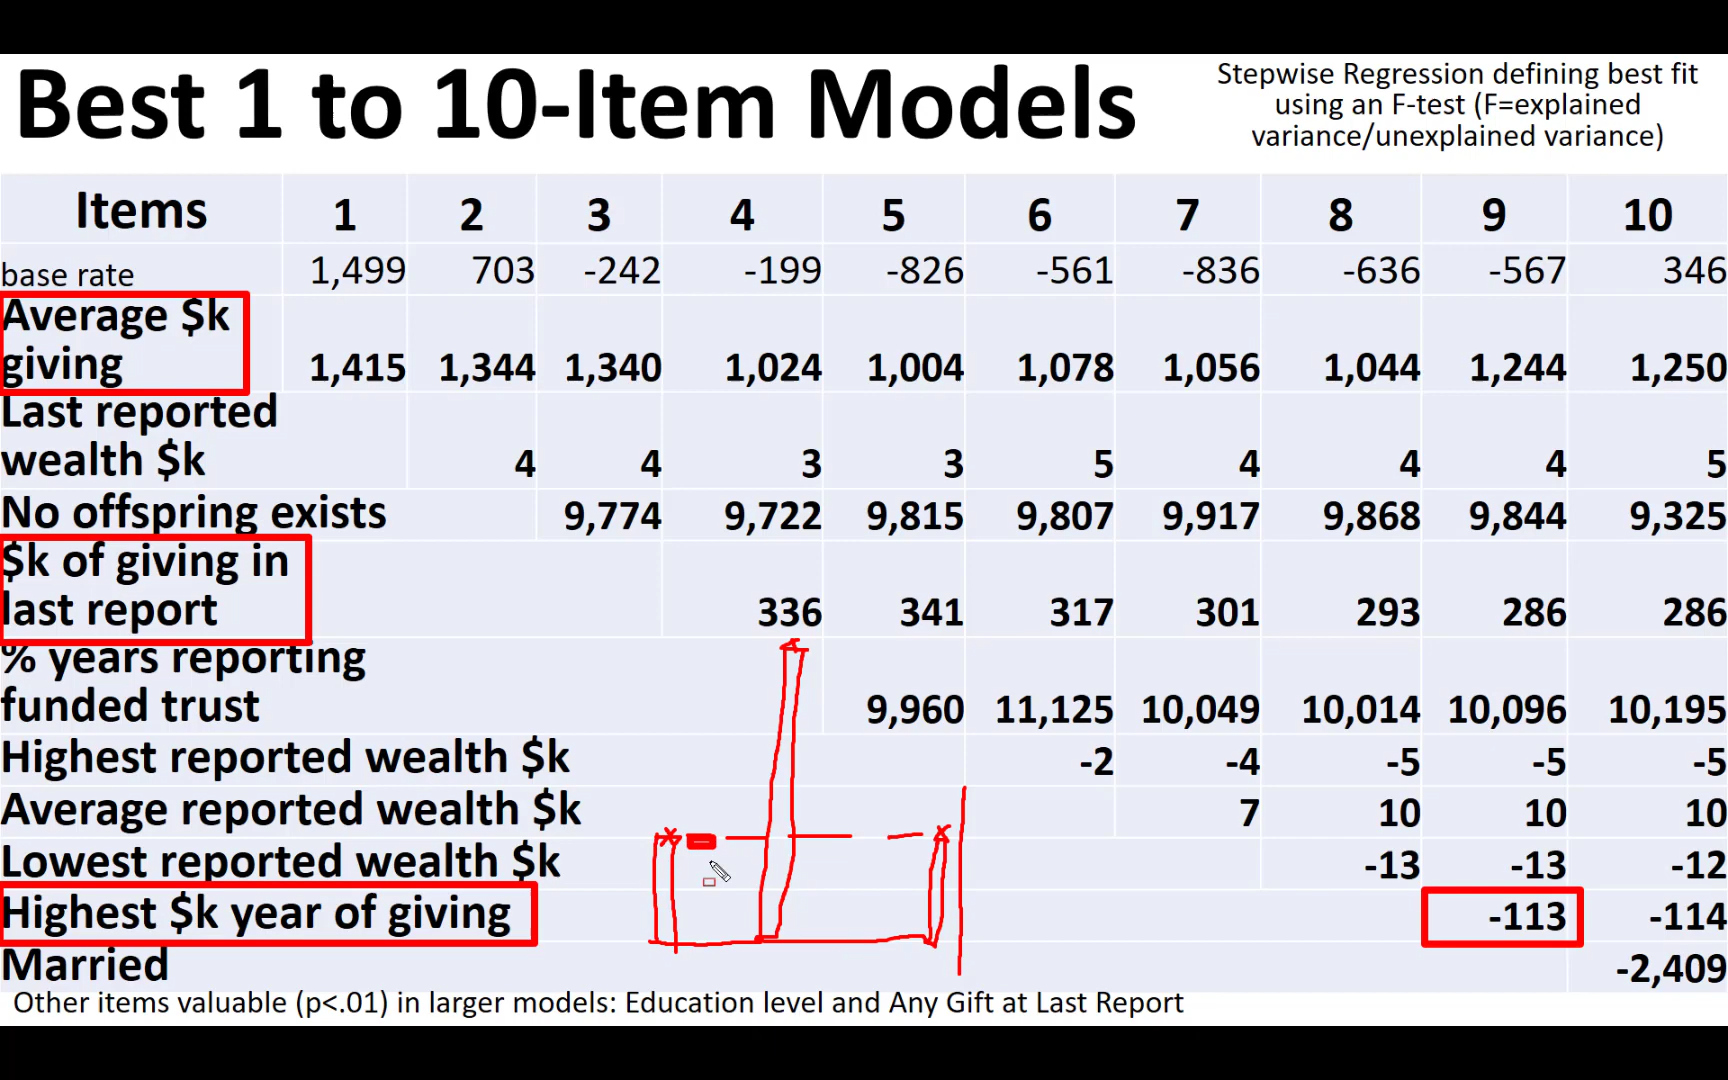 Best 1 to 10-Item Models
Stepwise Regression defining best fit
using an F-test (F=explained
variance/unexplained variance)
Items 1 2 3 4 5 6 7 8 9 10
base rate 1,499 703 -242 -199 -826 -561 -836 -636 -567 346
Average $k
giving 1,415 1,344 1,340 1,024 1,004 1,078 1,056 1,044 1,244 1,250
Last reported
wealth $k 4 4 3 3 5 4 4 4 5
No offspring exists 9,774 9,722 9,815 9,807 9,917 9,868 9,844 9,325
$k of giving in
last report 336 341 317 301 293 286 286
% years reporting
funded trust 9,960 11,125 10,049 10,014 10,096 10,195
Highest reported wealth $k -2 -4 -5 -5 -5
Average reported wealth $k 7 10 10 10
Lowest reported wealth $k -13 -13 -12
Highest $k year of giving -113 -114
Married -2,409
Other items valuable (p<.01) in larger models: Education level and Any Gift at Last Report